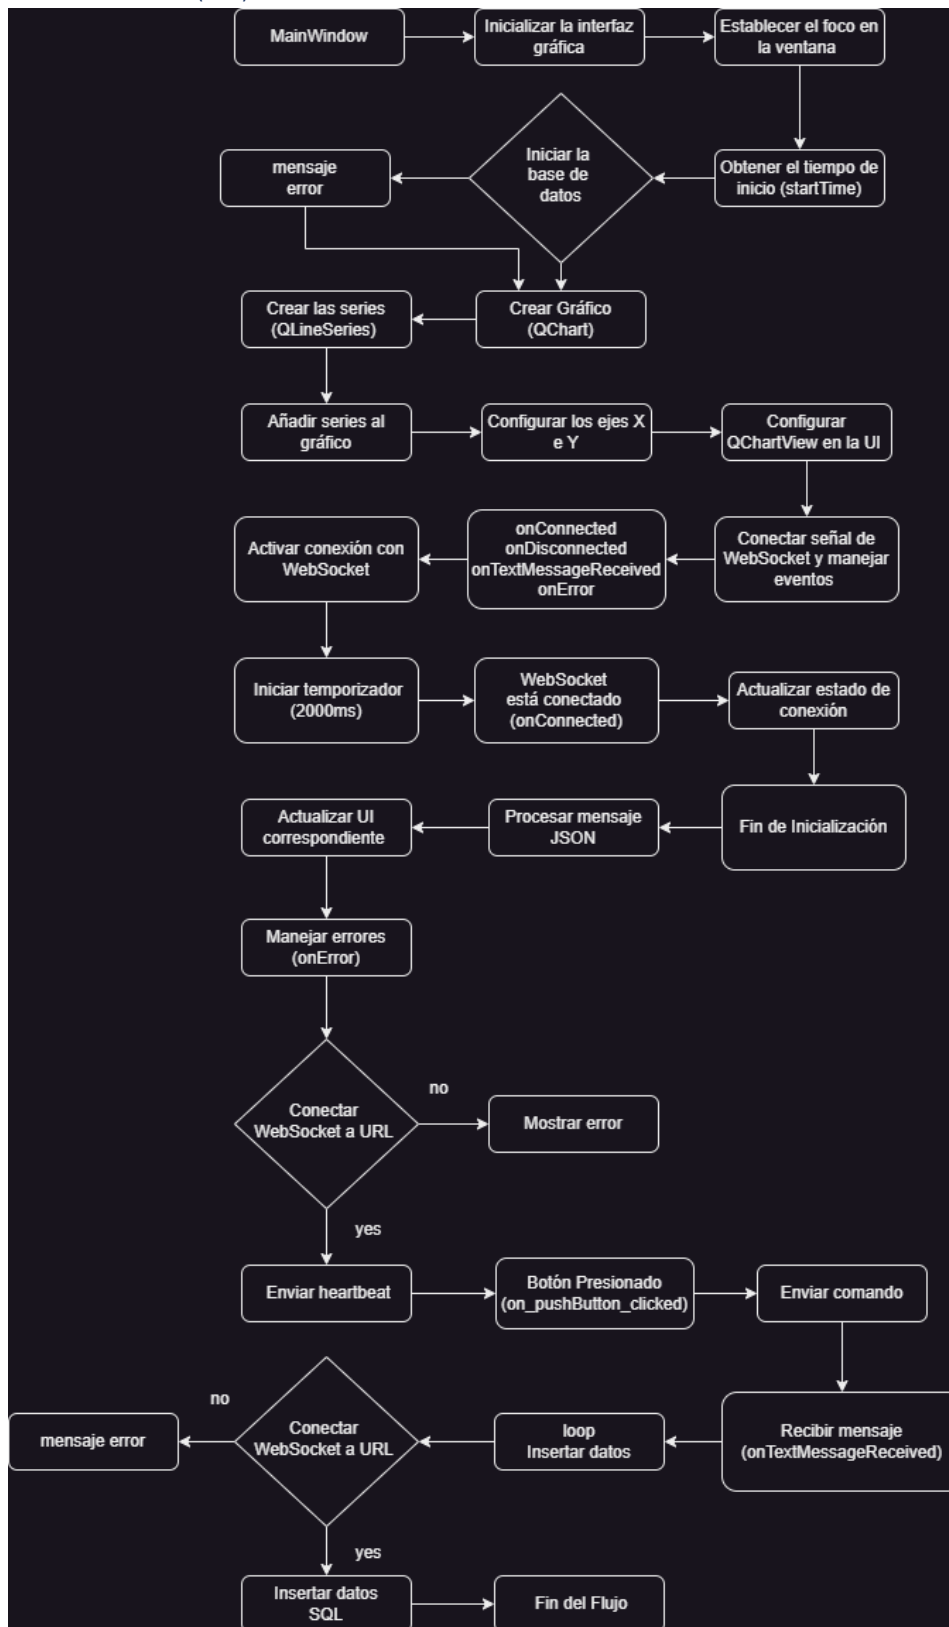 MainWindow
Inicializar la interfaz
gráfica
Establecer el foco en
la ventana
Obtener el tiempo de
inicio (startTime)
Iniciar la
base de
datos
mensaje
error
Crear Gráfico
(QChart)
Crear las series
(QLineSeries)
Añadir series al
gráfico
Configurar los ejes X
e Y
Configurar
QChartView en la UI
Conectar señal de
WebSocket y manejar
eventos
onConnected
onDisconnected
onTextMessageReceived
onError
Activar conexión con
WebSocket
Iniciar temporizador
(2000ms)
WebSocket
está conectado
(onConnected)
Actualizar estado de
conexión
Fin de Inicialización
Procesar mensaje
JSON
Actualizar UI
correspondiente
Manejar errores
(onError)
Conectar
WebSocket a URL
no
Mostrar error
yes
Enviar heartbeat
Botón Presionado
(on_pushButton_clicked)
Enviar comando
Recibir mensaje
(onTextMessageReceived)
loop
Insertar datos
Conectar
WebSocket a URL
no
mensaje error
yes
Insertar datos
SQL
Fin del Flujo